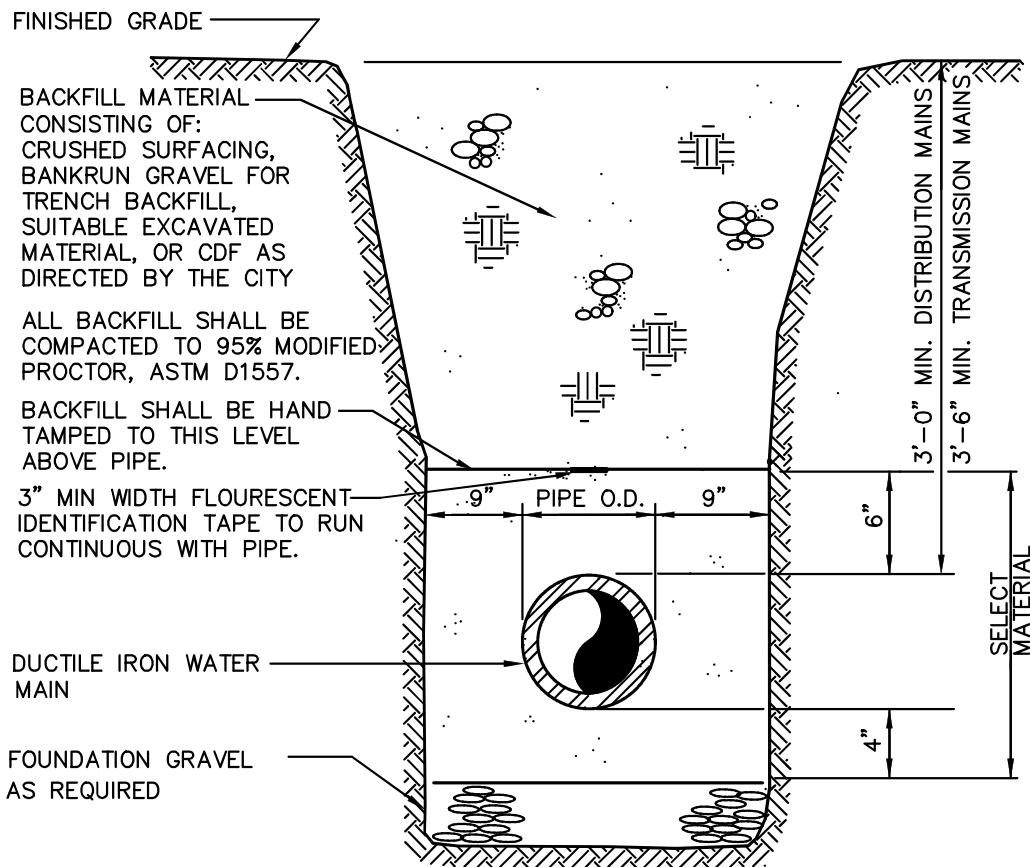 FINISHED GRADE
BACKFILL MATERIAL
CONSISTING OF:
CRUSHED SURFACING,
BANKRUN GRAVEL FOR
TRENCH BACKFILL,
SUITABLE EXCAVATED
MATERIAL, OR CDF AS
DIRECTED BY THE CITY
ALL BACKFILL SHALL BE
COMPACTED TO 95% MODIFIED
PROCTOR, ASTM D1557.
BACKFILL SHALL BE HAND
TAMPED TO THIS LEVEL
ABOVE PIPE.
3" MIN WIDTH FLOURESCENT
IDENTIFICATION TAPE TO RUN
CONTINUOUS WITH PIPE.
DUCTILE IRON WATER
MAIN
FOUNDATION GRAVEL
AS REQUIRED
9" PIPE O.D. 9"
3'-0" MIN. DISTRIBUTION MAINS
3'-6" MIN. TRANSMISSION MAINS
6"
4"
SELECT
MATERIAL